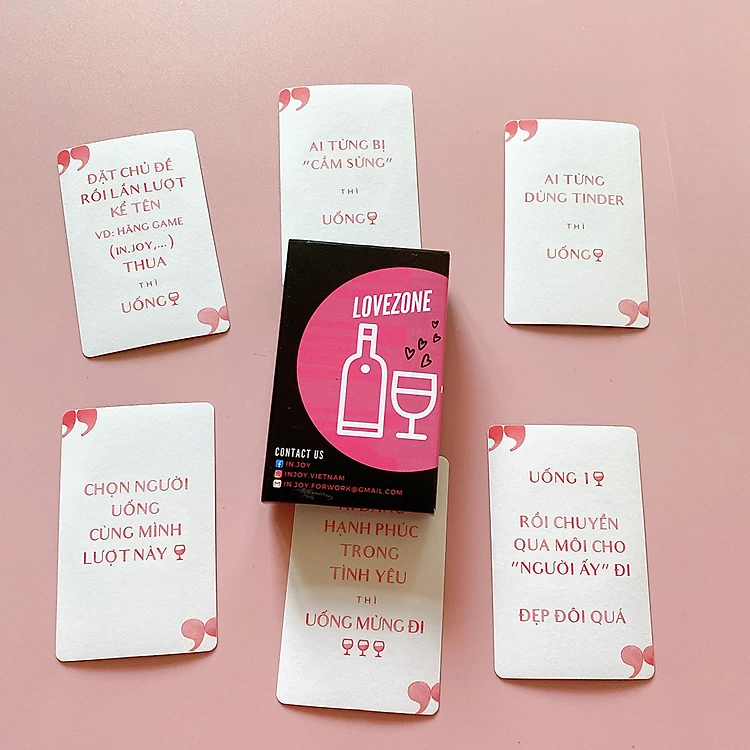 ĐẶT CHỦ ĐỀ
RỒI LẦN LƯỢT
KỂ TÊN
VD: HÃNG GAME
(IN.JOY,...)
THUA
THÌ
UỐNG
AI TỪNG BỊ
"CẮM SỪNG"
THÌ
UỐNG
AI TỪNG
DÙNG TINDER
THÌ
UỐNG
LOVEZONE
CONTACT US
IN.JOY
INJOY.VIETNAM
IN.JOY.FORWORK@GMAIL.COM
CHỌN NGƯỜI
UỐNG
CÙNG MÌNH
LƯỢT NÀY
HẠNH PHÚC
TRONG
TÌNH YÊU
THÌ
UỐNG MỪNG ĐI
UỐNG 1
RỒI CHUYỀN
QUA MÔI CHO
"NGƯỜI ẤY" ĐI
ĐẸP ĐÔI QUÁ